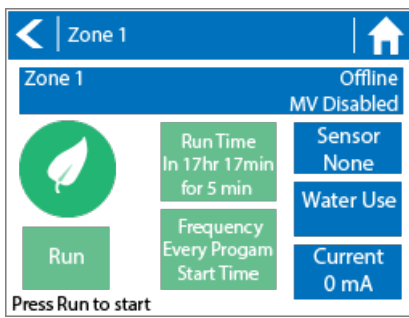 Zone 1
Zone 1
Offline
MV Disabled
Run Time
In 17hr 17min
for 5 min
Sensor
None
Water Use
Run
Frequency
Every Progam
Start Time
Current
0 mA
Press Run to start